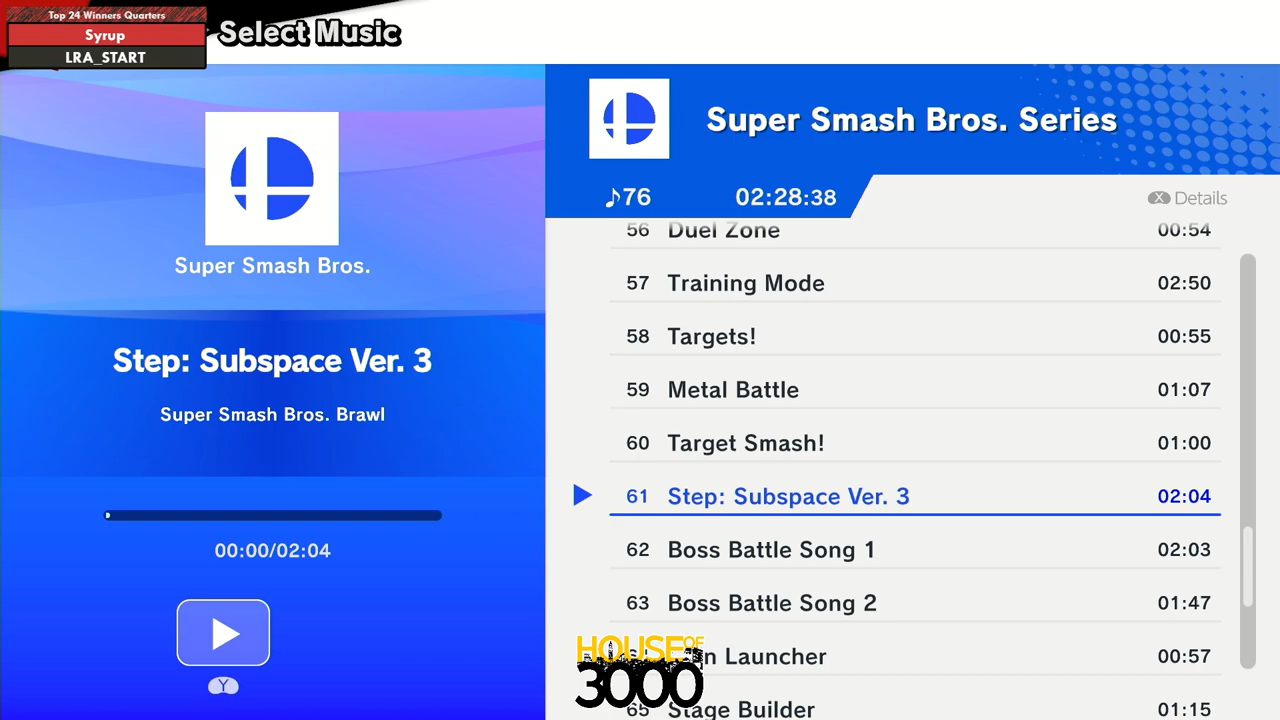 Top 24 Winners Quarters
Syrup
LRA_START
Select Music
Super Smash Bros.
Step: Subspace Ver. 3
Super Smash Bros. Brawl
00:00/02:04
Y
Super Smash Bros. Series
♪76 02:28:38
X Details
56 Duel Zone 00:54
57 Training Mode 02:50
58 Targets! 00:55
59 Metal Battle 01:07
60 Target Smash! 01:00
61 Step: Subspace Ver. 3 02:04
62 Boss Battle Song 1 02:03
63 Boss Battle Song 2 01:47
Launcher 00:57
65 Stage Builder 01:15
HOUSE OF
3000